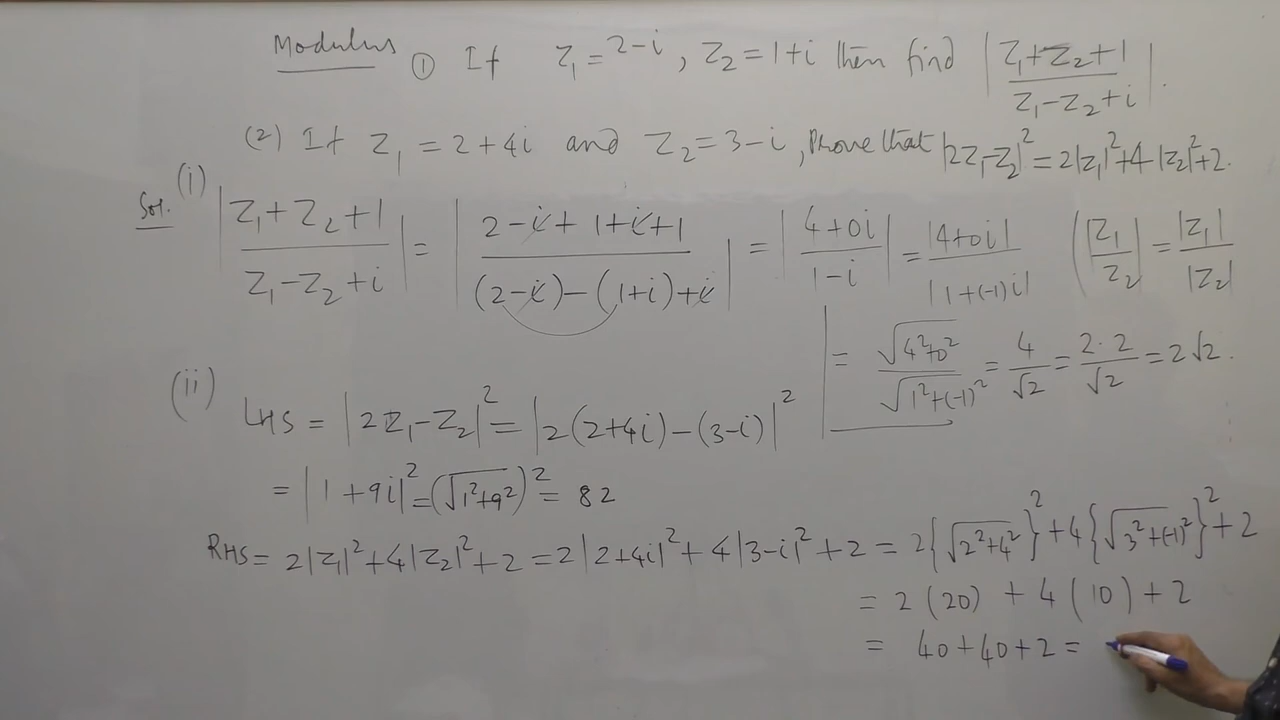 Modulus ① If Z₁ = 2-i, Z₂ = 1+i then find |(Z₁+Z₂+1)/(Z₁-Z₂+i)|.
(2) If Z₁ = 2+4i and Z₂ = 3-i, Prove that |2Z₁-Z₂|² = 2|Z₁|²+4|Z₂|²+2.
(i)
Sol. |(Z₁+Z₂+1)/(Z₁-Z₂+i)| = |(2-i+1+i+1)/((2-i)-(1+i)+i)| = |(4+0i)/(1-i)| = |4+0i|/|1+(-1)i| (|Z₁/Z₂| = |Z₁|/|Z₂|
= √(4²+0²)/√(1²+(-1)²) = 4/√2 = 2·2/√2 = 2√2.
(ii)
LHS = |2Z₁-Z₂|² = |2(2+4i)-(3-i)|²
= |1+9i|² = (√(1²+9²))² = 82
RHS = 2|Z₁|²+4|Z₂|²+2 = 2|2+4i|²+4|3-i|²+2 = 2{√(2²+4²)}²+4{√(3²+(-1)²)}²+2
= 2(20) + 4(10)+2
= 40+40+2 =